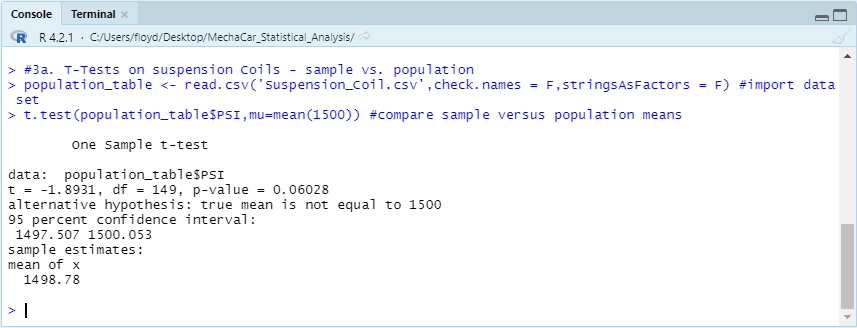 Console Terminal ×
R R 4.2.1 · C:/Users/floyd/Desktop/MechaCar_Statistical_Analysis/
> #3a. T-Tests on suspension Coils - sample vs. population
> population_table <- read.csv('Suspension_Coil.csv',check.names = F,stringsAsFactors = F) #import data
set
> t.test(population_table$PSI,mu=mean(1500)) #compare sample versus population means
One Sample t-test
data:  population_table$PSI
t = -1.8931, df = 149, p-value = 0.06028
alternative hypothesis: true mean is not equal to 1500
95 percent confidence interval:
1497.507 1500.053
sample estimates:
mean of x
1498.78
>